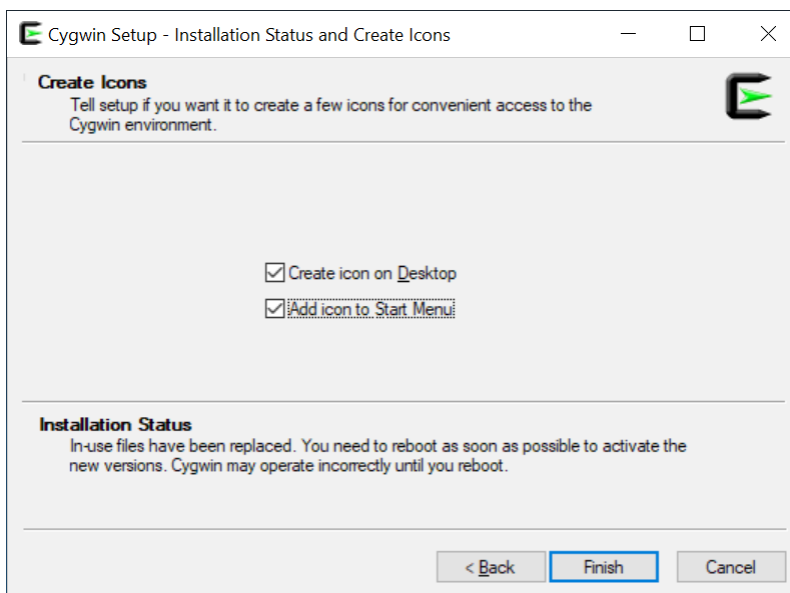 Cygwin Setup - Installation Status and Create Icons
Create Icons
Tell setup if you want it to create a few icons for convenient access to the
Cygwin environment.
Create icon on Desktop
Add icon to Start Menu
Installation Status
In-use files have been replaced. You need to reboot as soon as possible to activate the
new versions. Cygwin may operate incorrectly until you reboot.
< Back
Finish
Cancel